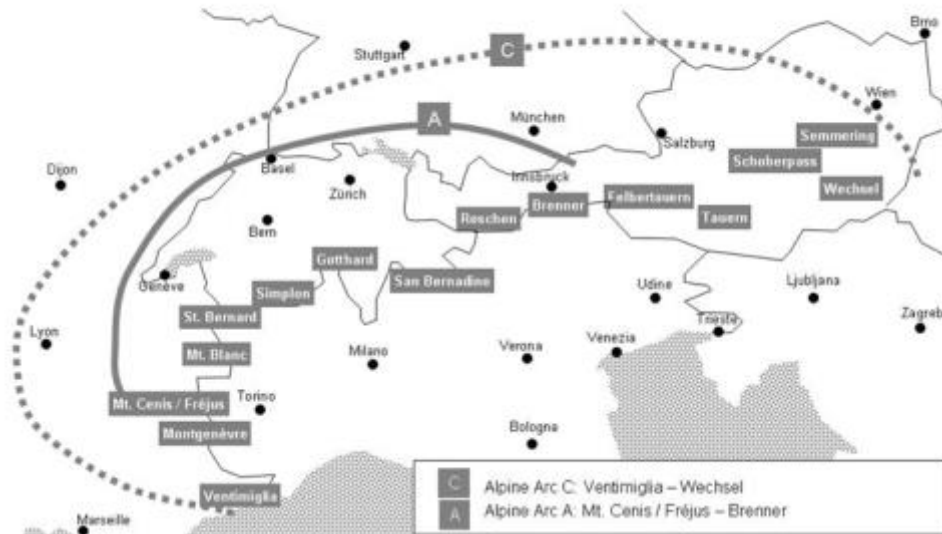 Brno
Stuttgart
C
Wien
München
A
Semmering
Salzburg
Schoberpass
Basel
Dijon
Zürich
Innsbruck
Wechsel
Brenner
Felbertauern
Reschen
Tauern
Bern
Gotthard
Genève
San Bernadino
Simplon
Udine
Ljubljana
St. Bernard
Lyon
Trieste
Zagreb
Mt. Blanc
Milano
Verona
Venezia
Mt. Cenis / Fréjus
Torino
Montgenèvre
Bologna
Ventimiglia
Marseille
C Alpine Arc C: Ventimiglia – Wechsel
A Alpine Arc A: Mt. Cenis / Fréjus – Brenner